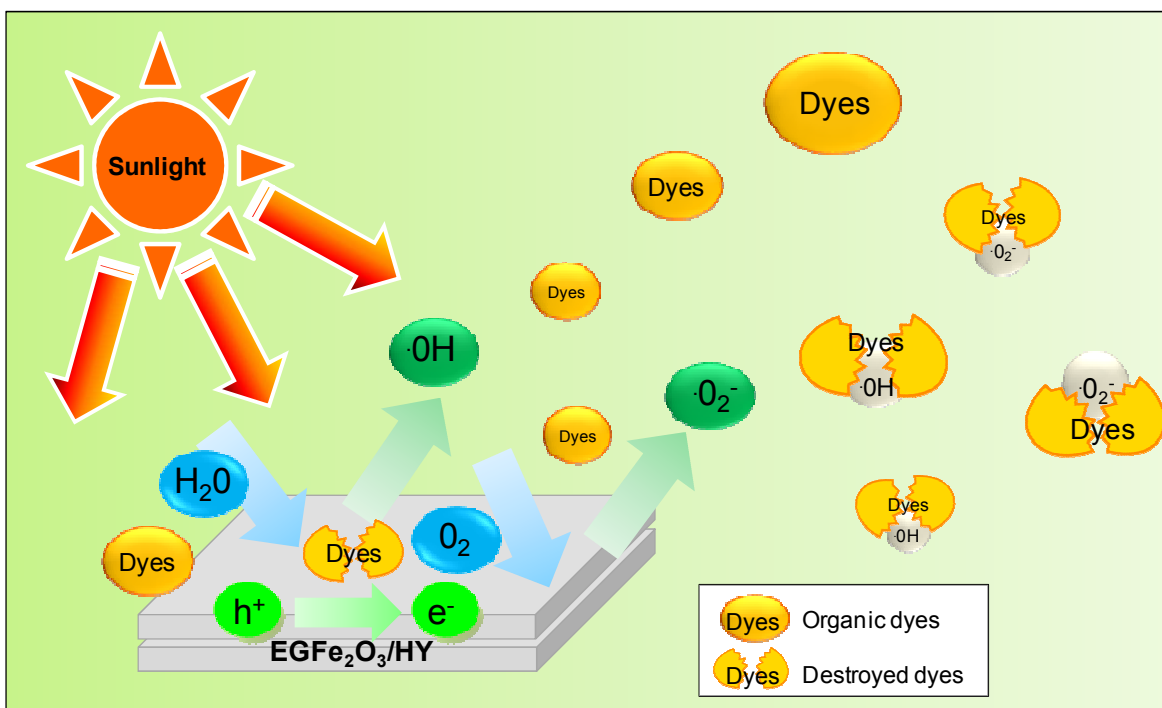 Sunlight
Dyes
Dyes
Dyes
·0₂⁻
Dyes
·0H
Dyes
·0H
·0₂⁻
·0₂⁻
Dyes
Dyes
H₂0
Dyes
Dyes
0₂
Dyes
·0H
h⁺
e⁻
EGFe₂O₃/HY
Dyes Organic dyes
Dyes Destroyed dyes